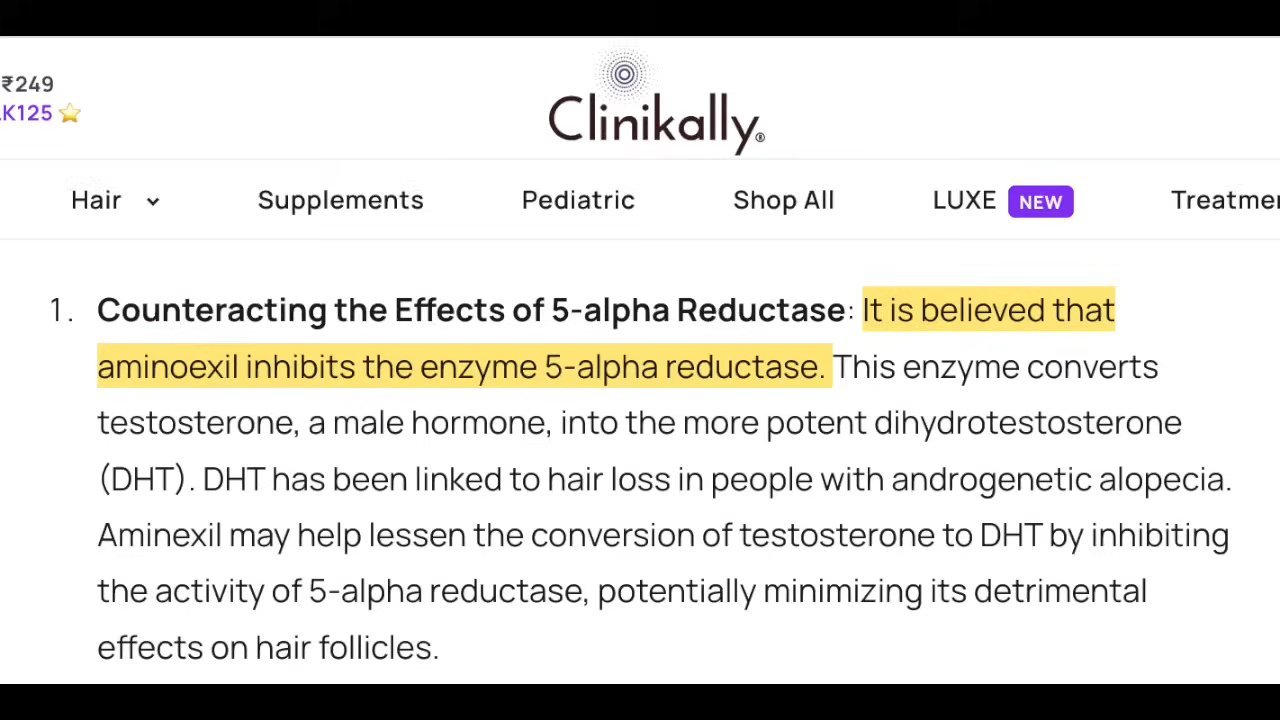 ₹249
K125
Clinikally®
Hair Supplements Pediatric Shop All LUXE NEW
1. Counteracting the Effects of 5-alpha Reductase: It is believed that
aminoexil inhibits the enzyme 5-alpha reductase. This enzyme converts
testosterone, a male hormone, into the more potent dihydrotestosterone
(DHT). DHT has been linked to hair loss in people with androgenetic alopecia.
Aminexil may help lessen the conversion of testosterone to DHT by inhibiting
the activity of 5-alpha reductase, potentially minimizing its detrimental
effects on hair follicles.